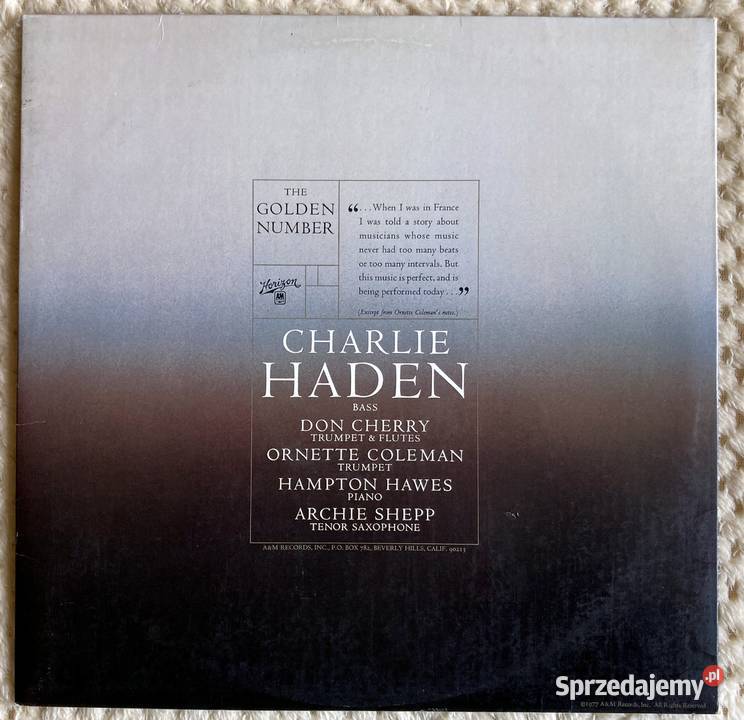 THE
GOLDEN
NUMBER
“. . . When I was in France
I was told a story about
musicians whose music
never had too many beats
or too many intervals. But
this music is perfect, and is
being performed today . . .”
(Excerpt from Ornette Coleman's notes.)
Horizon
A&M
CHARLIE
HADEN
BASS
DON CHERRY
TRUMPET & FLUTES
ORNETTE COLEMAN
TRUMPET
HAMPTON HAWES
PIANO
ARCHIE SHEPP
TENOR SAXOPHONE
A&M RECORDS, INC., P.O. BOX 782, BEVERLY HILLS, CALIF. 90213
Sprzedajemy.pl
©1977 A&M Records, Inc. All Rights Reserved